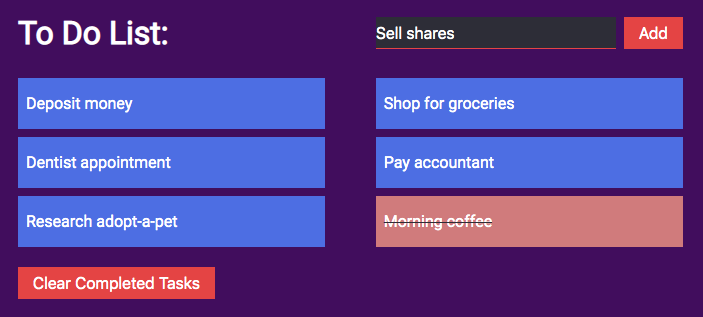 To Do List:
Sell shares
Add
Deposit money
Shop for groceries
Dentist appointment
Pay accountant
Research adopt-a-pet
Morning coffee
Clear Completed Tasks